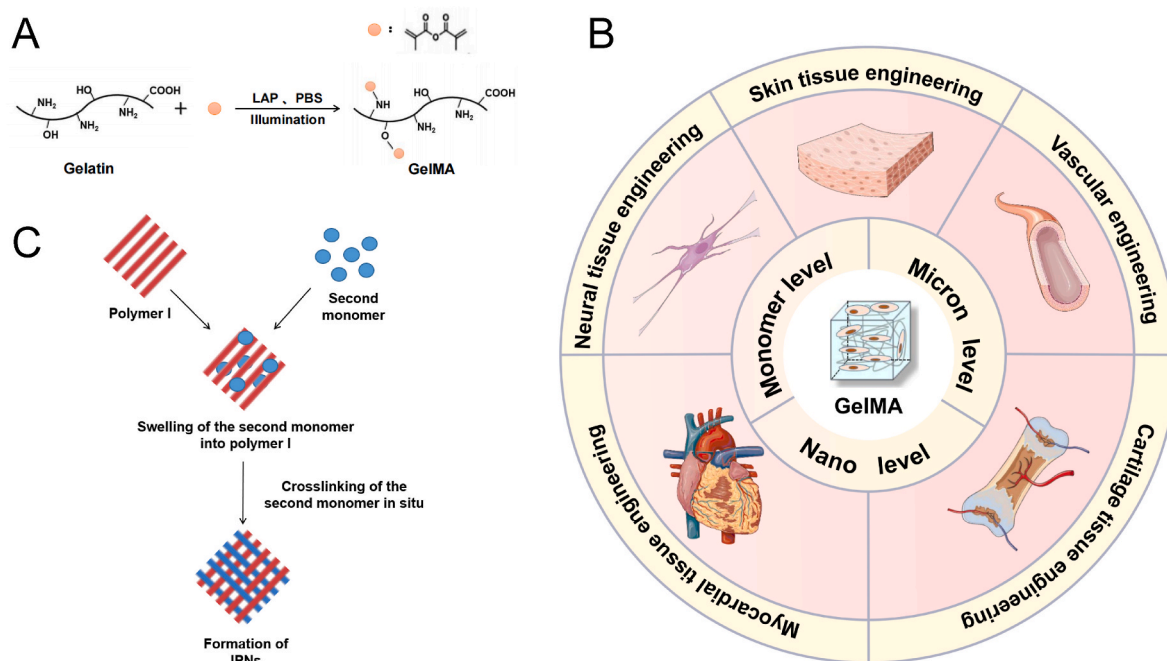 A
:
HO
COOH
NH₂
NH₂
NH₂
OH
Gelatin
+
LAP 、PBS
Illumination
HO
COOH
NH
NH₂
NH₂
O
GelMA
O
O
O
B
Skin tissue engineering
Vascular engineering
Cartilage tissue engineering
Myocardial tissue engineering
Neural tissue engineering
Monomer level
Micron level
Nano level
GelMA
C
Polymer I
Second
monomer
Swelling of the second monomer
into polymer I
Crosslinking of the
second monomer in situ
Formation of
IPNs